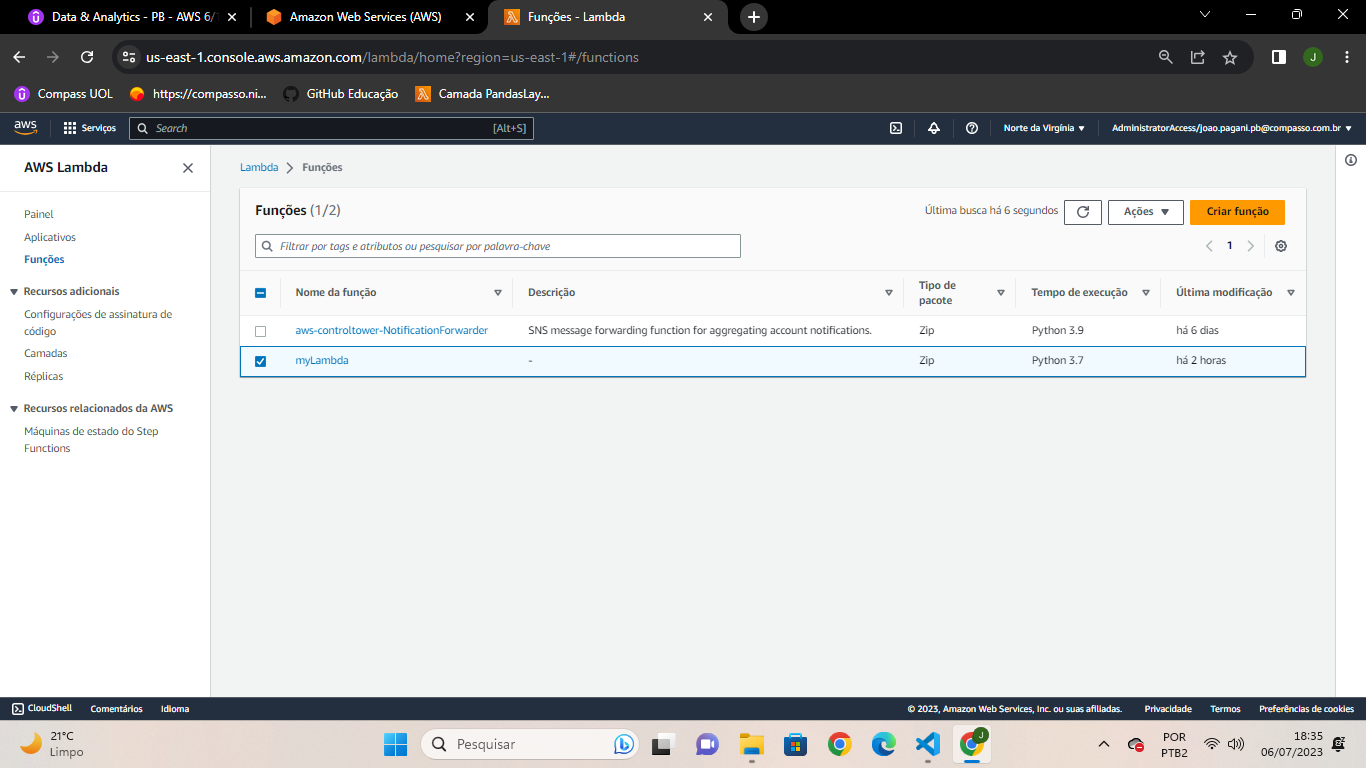 Data & Analytics - PB - AWS 6/
Amazon Web Services (AWS)
Funções - Lambda
us-east-1.console.aws.amazon.com/lambda/home?region=us-east-1#/functions
J
Compass UOL
https://compasso.ni...
GitHub Educação
Camada PandasLay...
aws
Serviços
Search
[Alt+S]
Norte da Virgínia
AdministratorAccess/joao.pagani.pb@compasso.com.br
AWS Lambda
Painel
Aplicativos
Funções
Recursos adicionais
Configurações de assinatura de
código
Camadas
Réplicas
Recursos relacionados da AWS
Máquinas de estado do Step
Functions
Lambda
Funções
Funções (1/2)
Última busca há 6 segundos
Ações
Criar função
Filtrar por tags e atributos ou pesquisar por palavra-chave
1
Nome da função
Descrição
Tipo de
pacote
Tempo de execução
Última modificação
aws-controltower-NotificationForwarder
SNS message forwarding function for aggregating account notifications.
Zip
Python 3.9
há 6 dias
myLambda
-
Zip
Python 3.7
há 2 horas
CloudShell
Comentários
Idioma
© 2023, Amazon Web Services, Inc. ou suas afiliadas.
Privacidade
Termos
Preferências de cookies
21°C
Limpo
Pesquisar
J
POR
PTB2
18:35
06/07/2023